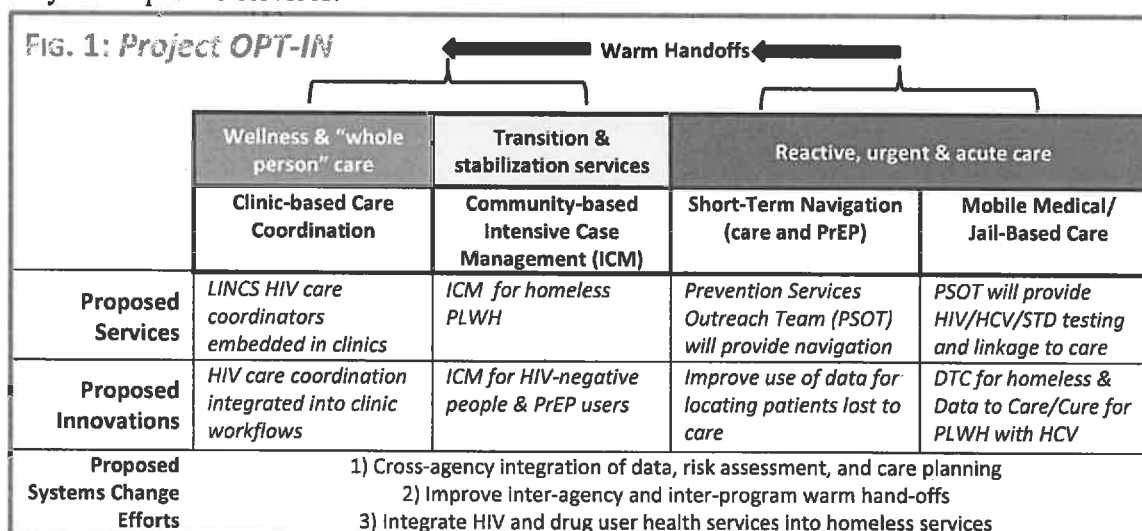 FIG. 1: Project OPT-IN
Warm Handoffs
Wellness & "whole
person" care
Transition &
stabilization services
Reactive, urgent & acute care
Clinic-based Care
Coordination
Community-based
Intensive Case
Management (ICM)
Short-Term Navigation
(care and PrEP)
Mobile Medical/
Jail-Based Care
Proposed
Services
LINCS HIV care
coordinators
embedded in clinics
ICM for homeless
PLWH
Prevention Services
Outreach Team (PSOT)
will provide navigation
PSOT will provide
HIV/HCV/STD testing
and linkage to care
Proposed
Innovations
HIV care coordination
integrated into clinic
workflows
ICM for HIV-negative
people & PrEP users
Improve use of data for
locating patients lost to
care
DTC for homeless &
Data to Care/Cure for
PLWH with HCV
Proposed
Systems Change
Efforts
1) Cross-agency integration of data, risk assessment, and care planning
2) Improve inter-agency and inter-program warm hand-offs
3) Integrate HIV and drug user health services into homeless services